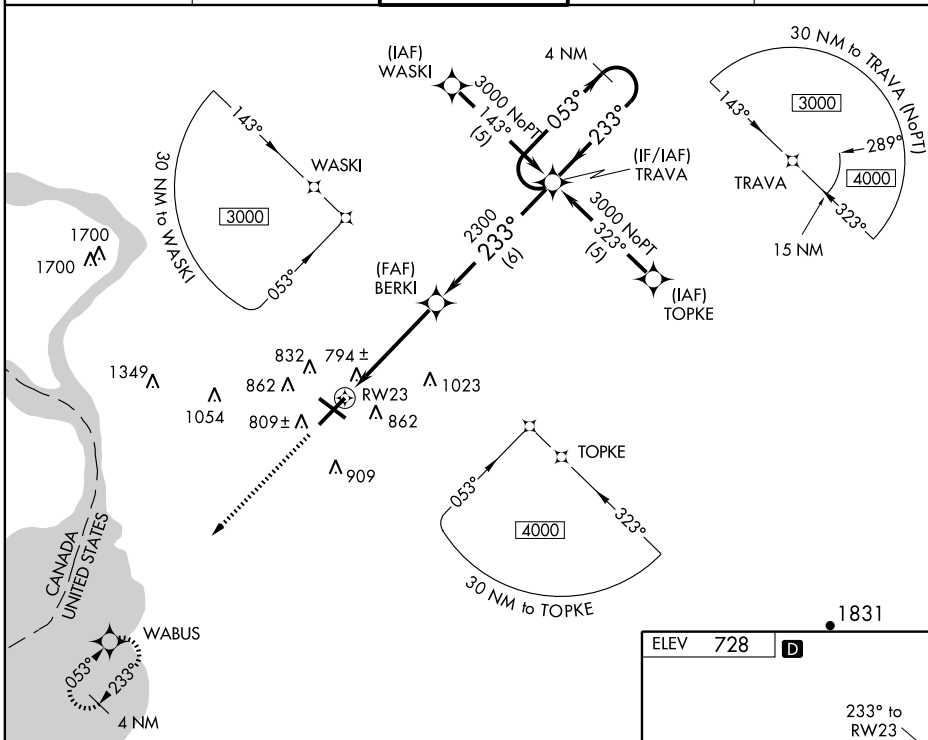 (IAF)
WASKI
4 NM
3000 NoPT
143°
(5)
053°
233°
(IF/IAF)
TRAVA
3000 NoPT
323°
(5)
(IAF)
TOPKE
2300
233°
(6)
(FAF)
BERKI
30 NM to TRAVA (NoPT)
143°
3000
289°
4000
TRAVA
323°
15 NM
143°
WASKI
30 NM to WASKI
3000
053°
1700
1700
1349
1054
832
794 ±
862
RW23
1023
809 ±
862
909
TOPKE
053°
323°
4000
30 NM to TOPKE
CANADA
UNITED STATES
WABUS
053°
233°
4 NM
1831
ELEV 728
D
233° to
RW23